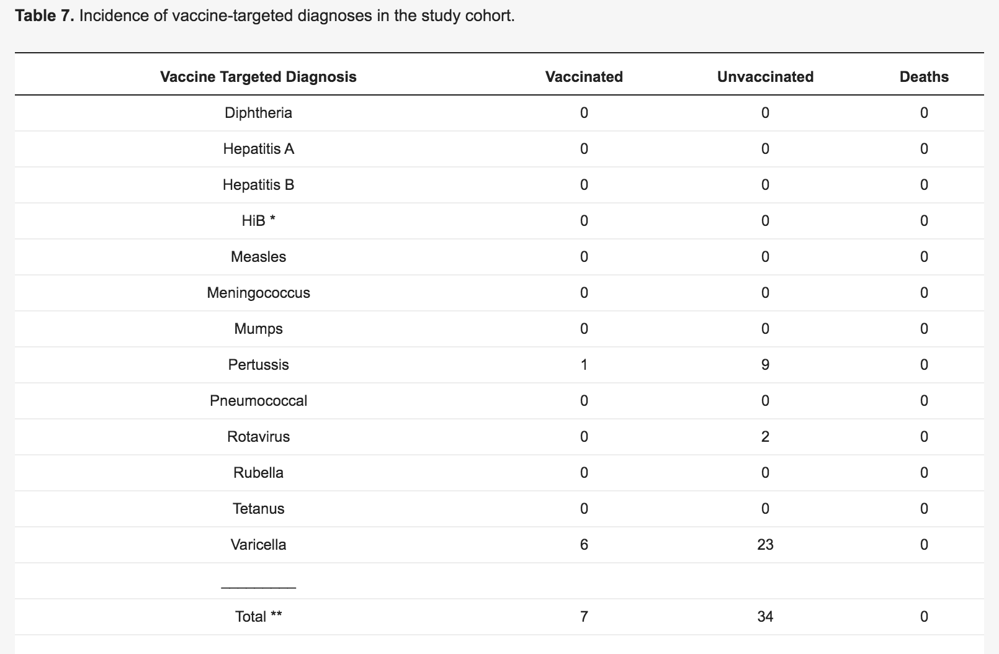 Table 7. Incidence of vaccine-targeted diagnoses in the study cohort.
Vaccine Targeted Diagnosis Vaccinated Unvaccinated Deaths
Diphtheria 0 0 0
Hepatitis A 0 0 0
Hepatitis B 0 0 0
HiB * 0 0 0
Measles 0 0 0
Meningococcus 0 0 0
Mumps 0 0 0
Pertussis 1 9 0
Pneumococcal 0 0 0
Rotavirus 0 2 0
Rubella 0 0 0
Tetanus 0 0 0
Varicella 6 23 0
_________
Total ** 7 34 0